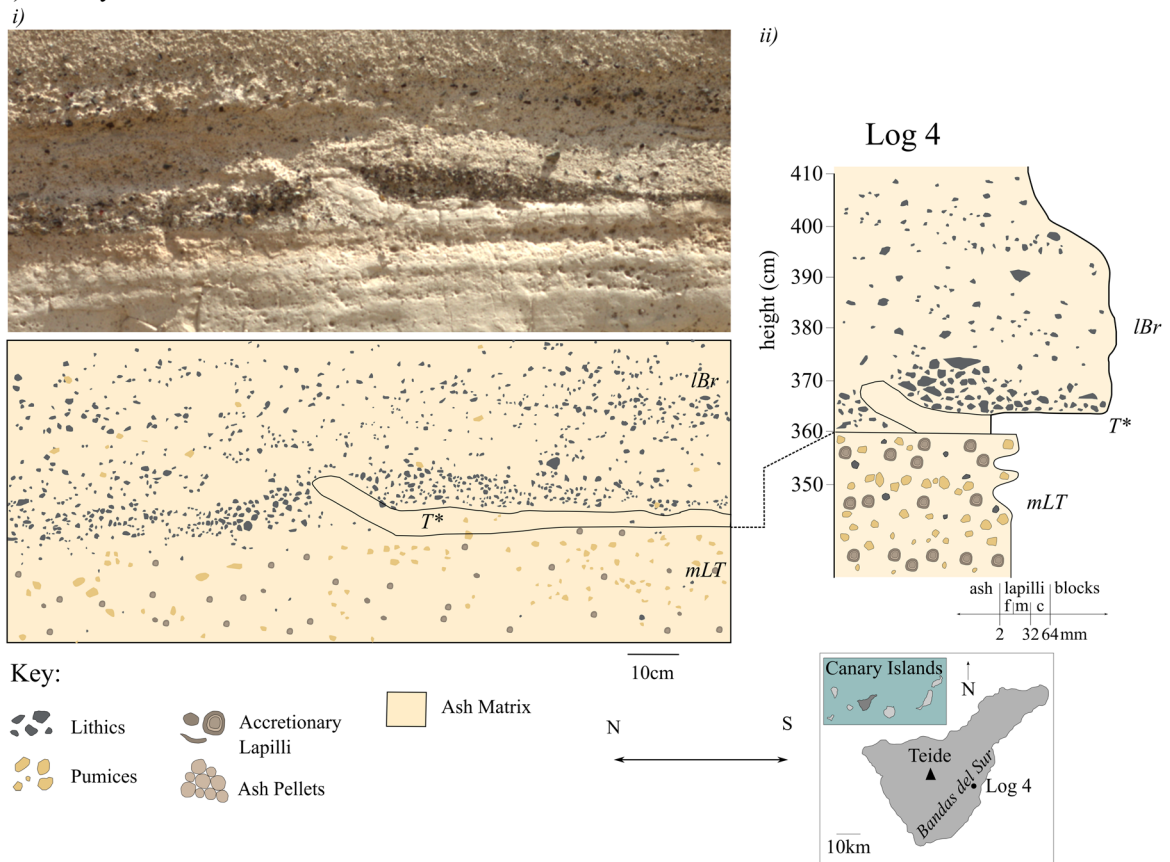 i)
ii)
Log 4
410
400
390
380
370
360
350
height (cm)
lBr
T*
mLT
lBr
T*
mLT
ash lapilli blocks
f m c
2 32 64mm
10cm
Key:
Lithics
Pumices
Accretionary
Lapilli
Ash Pellets
Ash Matrix
N S
Canary Islands
N
Teide
Bandas del Sur
Log 4
10km